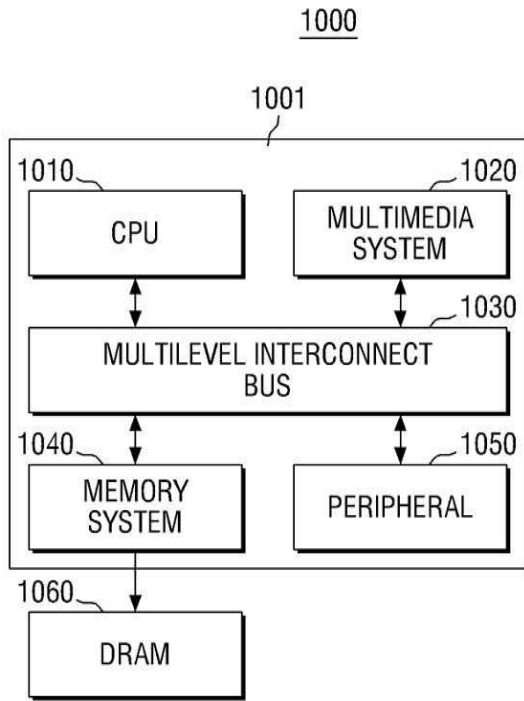 1000
1001
1010
CPU
1020
MULTIMEDIA
SYSTEM
1030
MULTILEVEL INTERCONNECT
BUS
1040
MEMORY
SYSTEM
1050
PERIPHERAL
1060
DRAM